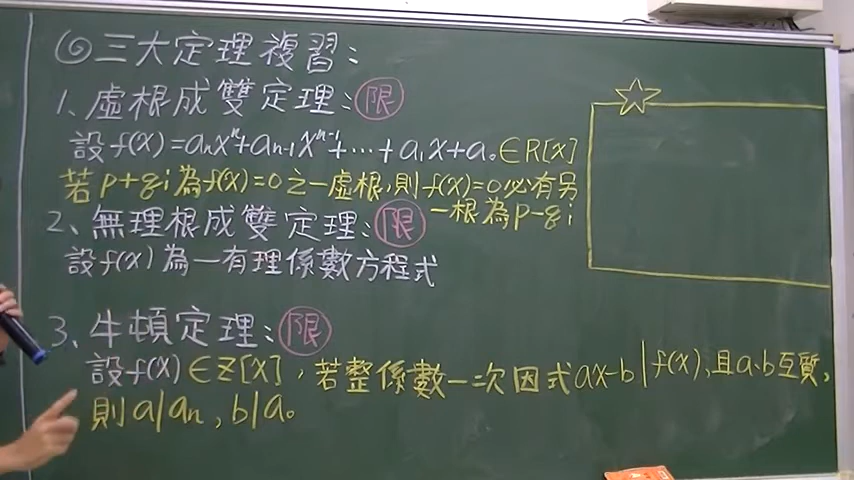 ◎三大定理複習:
1、虛根成雙定理:限
設f(x)=aₙxⁿ+aₙ₋₁xⁿ⁻¹+…+a₁x+a₀∈R[x]
若p+qi為f(x)=0之一虛根,則f(x)=0必有另
一根為p-qi
2、無理根成雙定理:限
設f(x)為一有理係數方程式
3、牛頓定理:限
設f(x)∈Z[x],若整係數一次因式ax-b|f(x),且a、b互質,
則a|aₙ,b|a₀